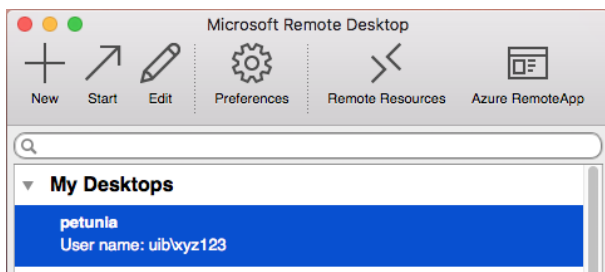 Microsoft Remote Desktop
New Start Edit Preferences Remote Resources Azure RemoteApp
My Desktops
petunia
User name: uib\xyz123